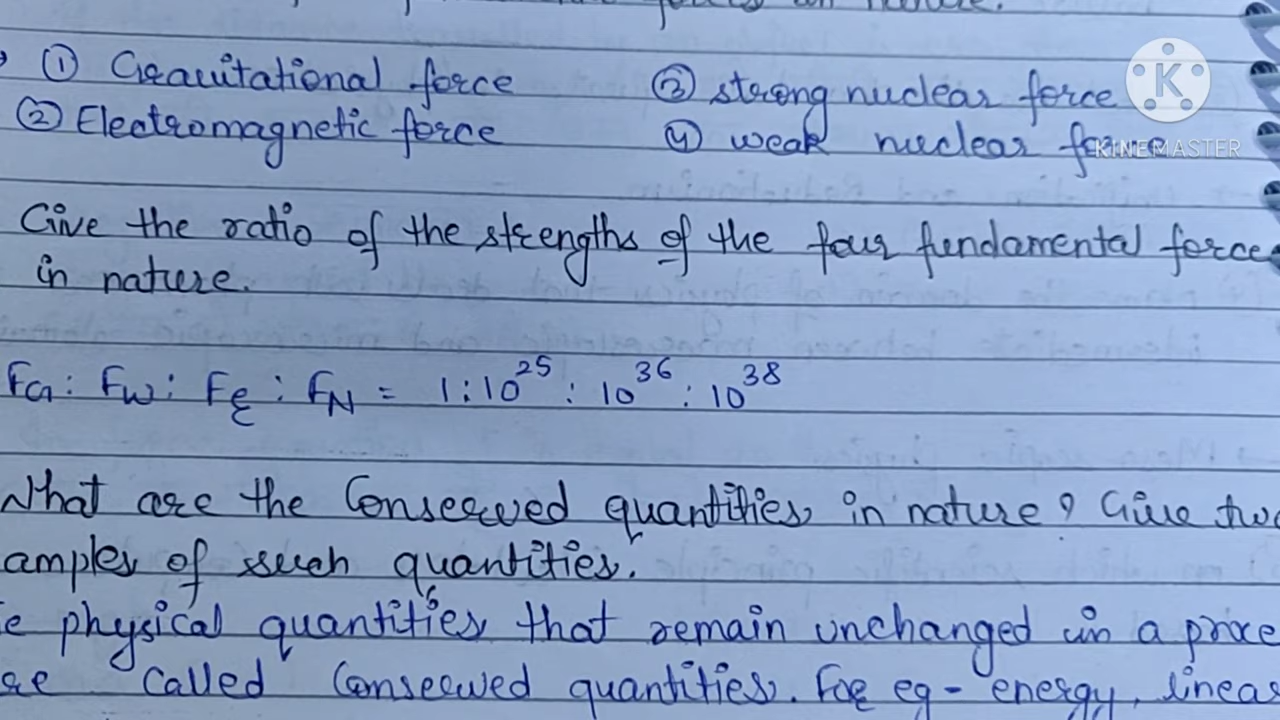 forces in nature.
① Gravitational force ③ strong nuclear force
② Electromagnetic force ④ weak nuclear force
KINEMASTER
Give the ratio of the strengths of the four fundamental force
in nature.
FG : FW : FE : FN = 1 : 10^25 : 10^36 : 10^38
What are the Conserved quantities in nature? Give two
amples of such quantities.
e physical quantities that remain unchanged in a proce
are called Conserved quantities. For eg - energy, linear